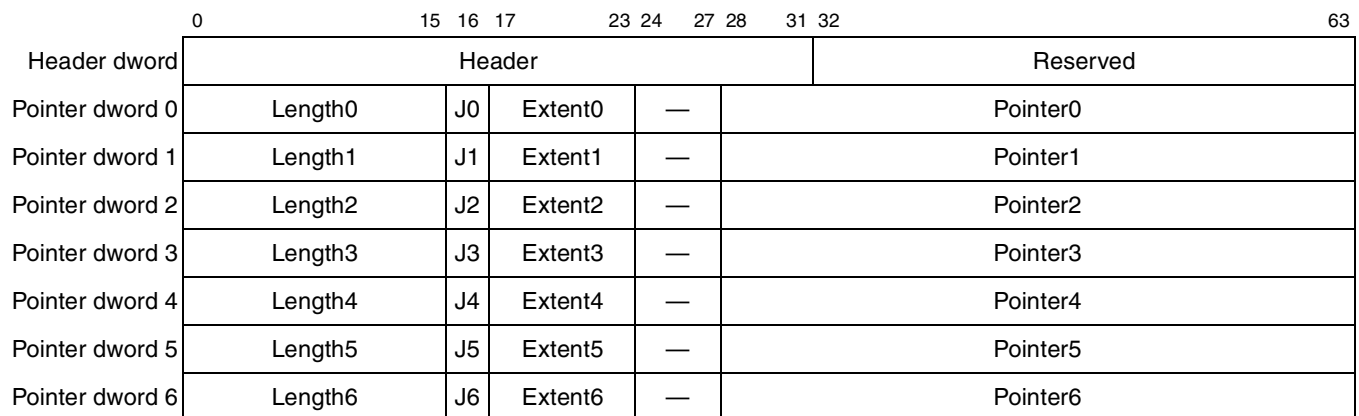 0 15 16 17 23 24 27 28 31 32 63
Header dword Header Reserved
Pointer dword 0 Length0 J0 Extent0 — Pointer0
Pointer dword 1 Length1 J1 Extent1 — Pointer1
Pointer dword 2 Length2 J2 Extent2 — Pointer2
Pointer dword 3 Length3 J3 Extent3 — Pointer3
Pointer dword 4 Length4 J4 Extent4 — Pointer4
Pointer dword 5 Length5 J5 Extent5 — Pointer5
Pointer dword 6 Length6 J6 Extent6 — Pointer6